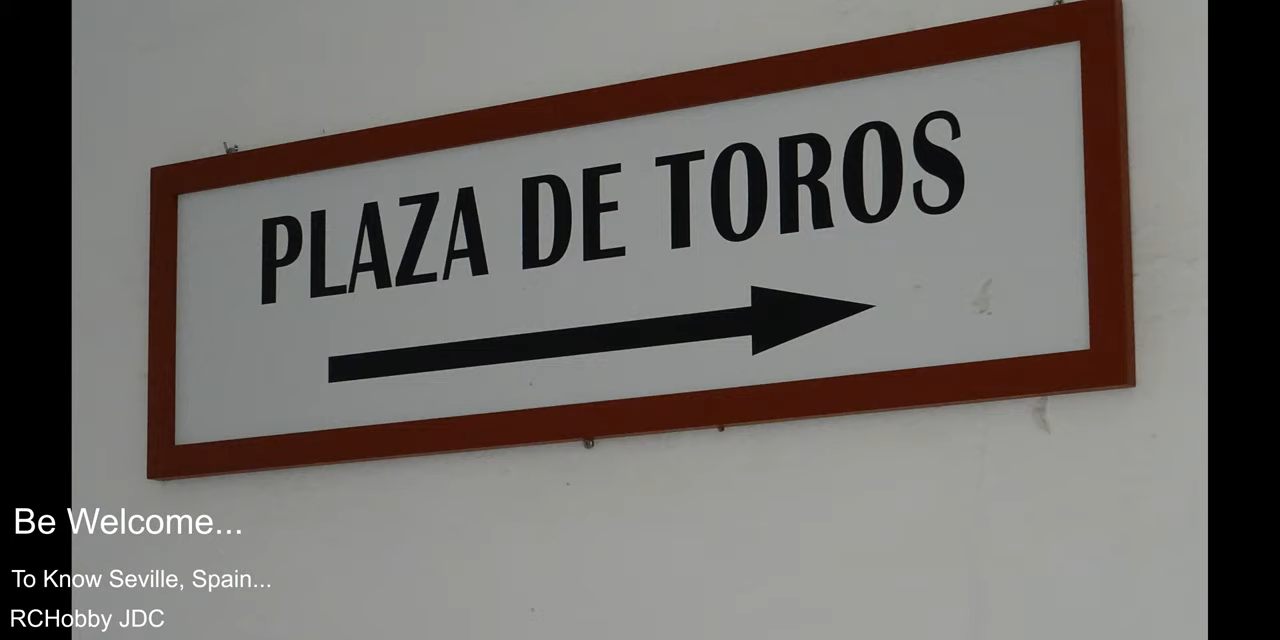 PLAZA DE TOROS
Be Welcome...
To Know Seville, Spain...
RCHobby JDC